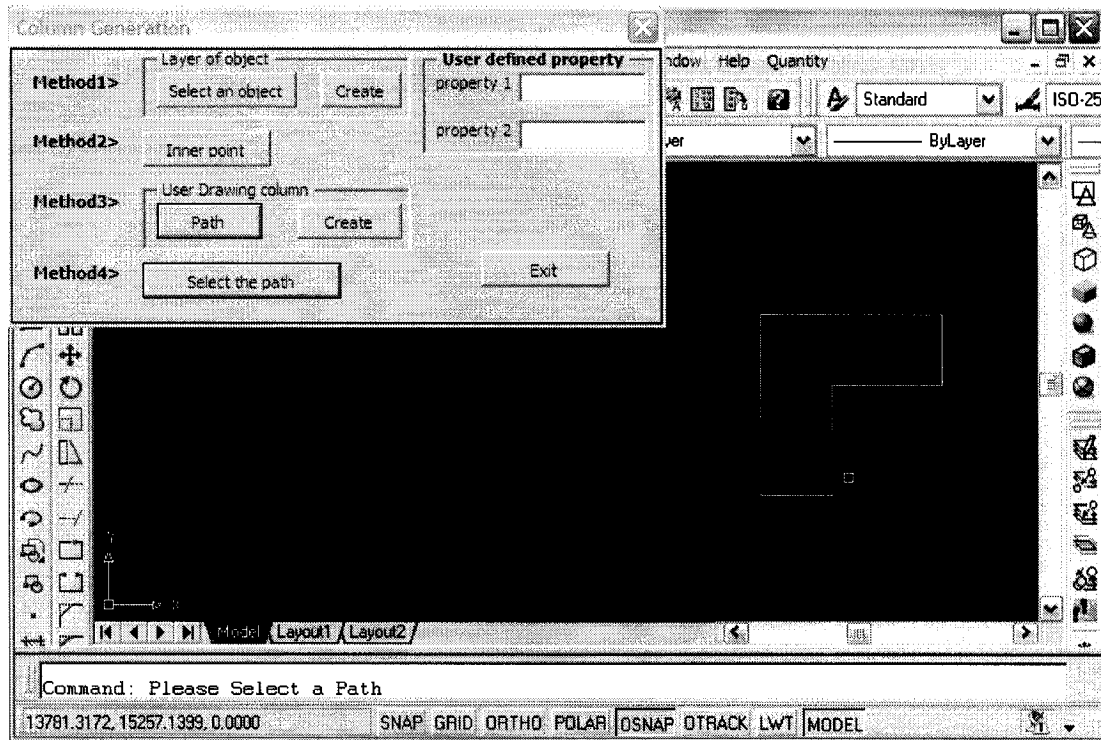 Column Generation
Layer of object
Method1>
Select an object
Create
User defined property
property 1
property 2
Method2>
Inner point
User Drawing column
Method3>
Path
Create
Method4>
Select the path
Exit
Help Quantity
Standard
ISO-25
ByLayer
Y
X
Model Layout1 Layout2
Command: Please Select a Path
13781.3172, 15257.1399, 0.0000
SNAP GRID ORTHO POLAR OSNAP OTRACK LWT MODEL